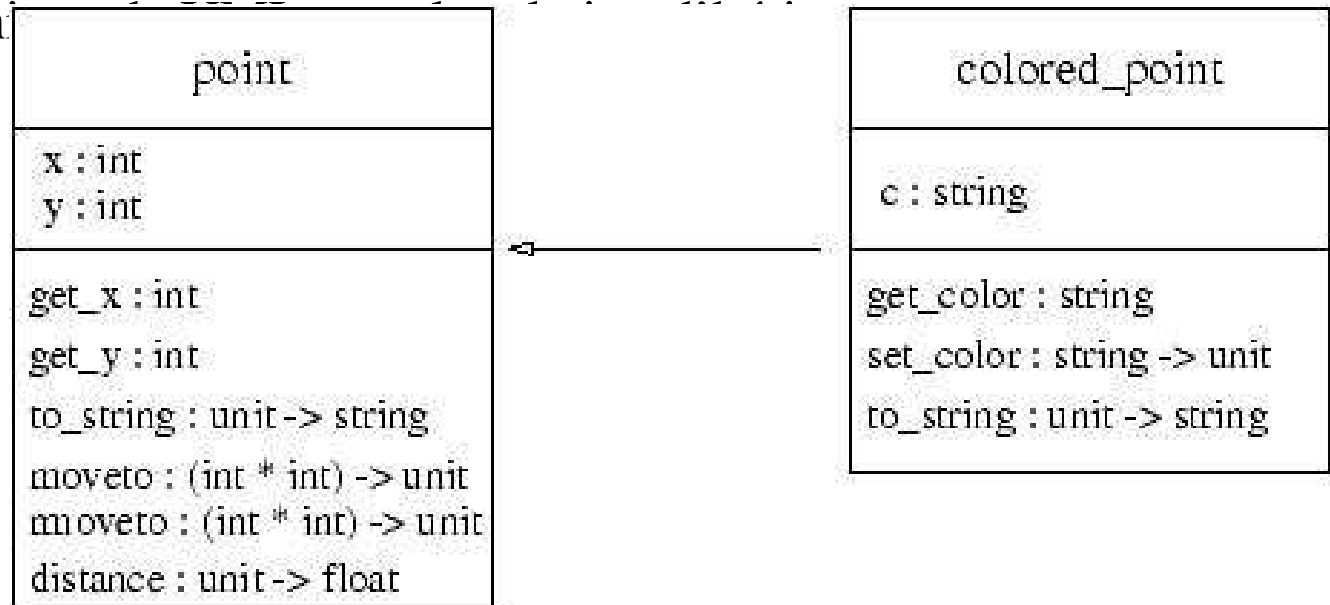 point
x : int
y : int
get_x : int
get_y : int
to_string : unit -> string
moveto : (int * int) -> unit
rmoveto : (int * int) -> unit
distance : unit -> float
colored_point
c : string
get_color : string
set_color : string -> unit
to_string : unit -> string